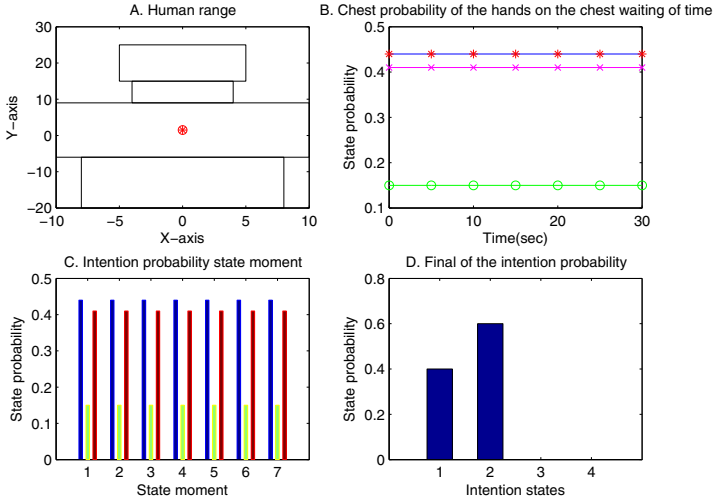 A. Human range
30
20
10
0
−10
−20
−10
−5
0
5
10
Y−axis
X−axis
B. Chest probability of the hands on the chest waiting of time
0.5
0.4
0.3
0.2
0.1
0
10
20
30
State probability
Time(sec)
C. Intention probability state moment
0.5
0.4
0.3
0.2
0.1
0
1 2 3 4 5 6 7
State probability
State moment
D. Final of the intention probability
0.8
0.6
0.4
0.2
0
1 2 3 4
State probability
Intention states